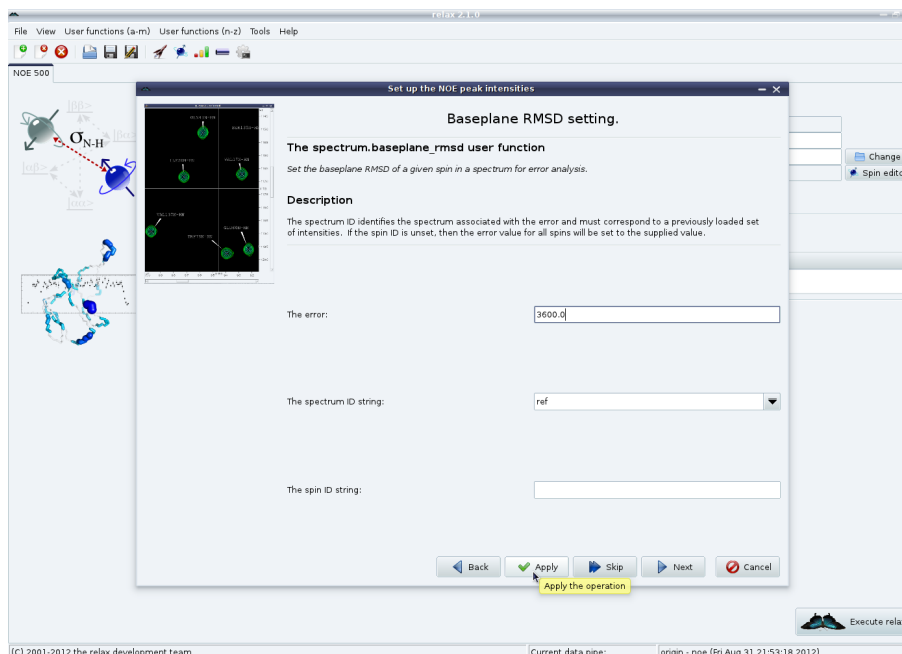 relax 2.1.0
File View User functions (a-m) User functions (n-z) Tools Help
NOE 500
Set up the NOE peak intensities
Baseplane RMSD setting.
The spectrum.baseplane_rmsd user function
Set the baseplane RMSD of a given spin in a spectrum for error analysis.
Description
The spectrum ID identifies the spectrum associated with the error and must correspond to a previously loaded set
of intensities. If the spin ID is unset, then the error value for all spins will be set to the supplied value.
σN-H
|ββ>
|αβ>
|αα>
Change
Spin edito
The error:
3600.0
The spectrum ID string:
ref
The spin ID string:
Back
Apply
Skip
Next
Cancel
Apply the operation
Execute rela
(C) 2001-2012 the relax development team
Current data pipe:
origin - noe (Fri Aug 31 21:53:18 2012)